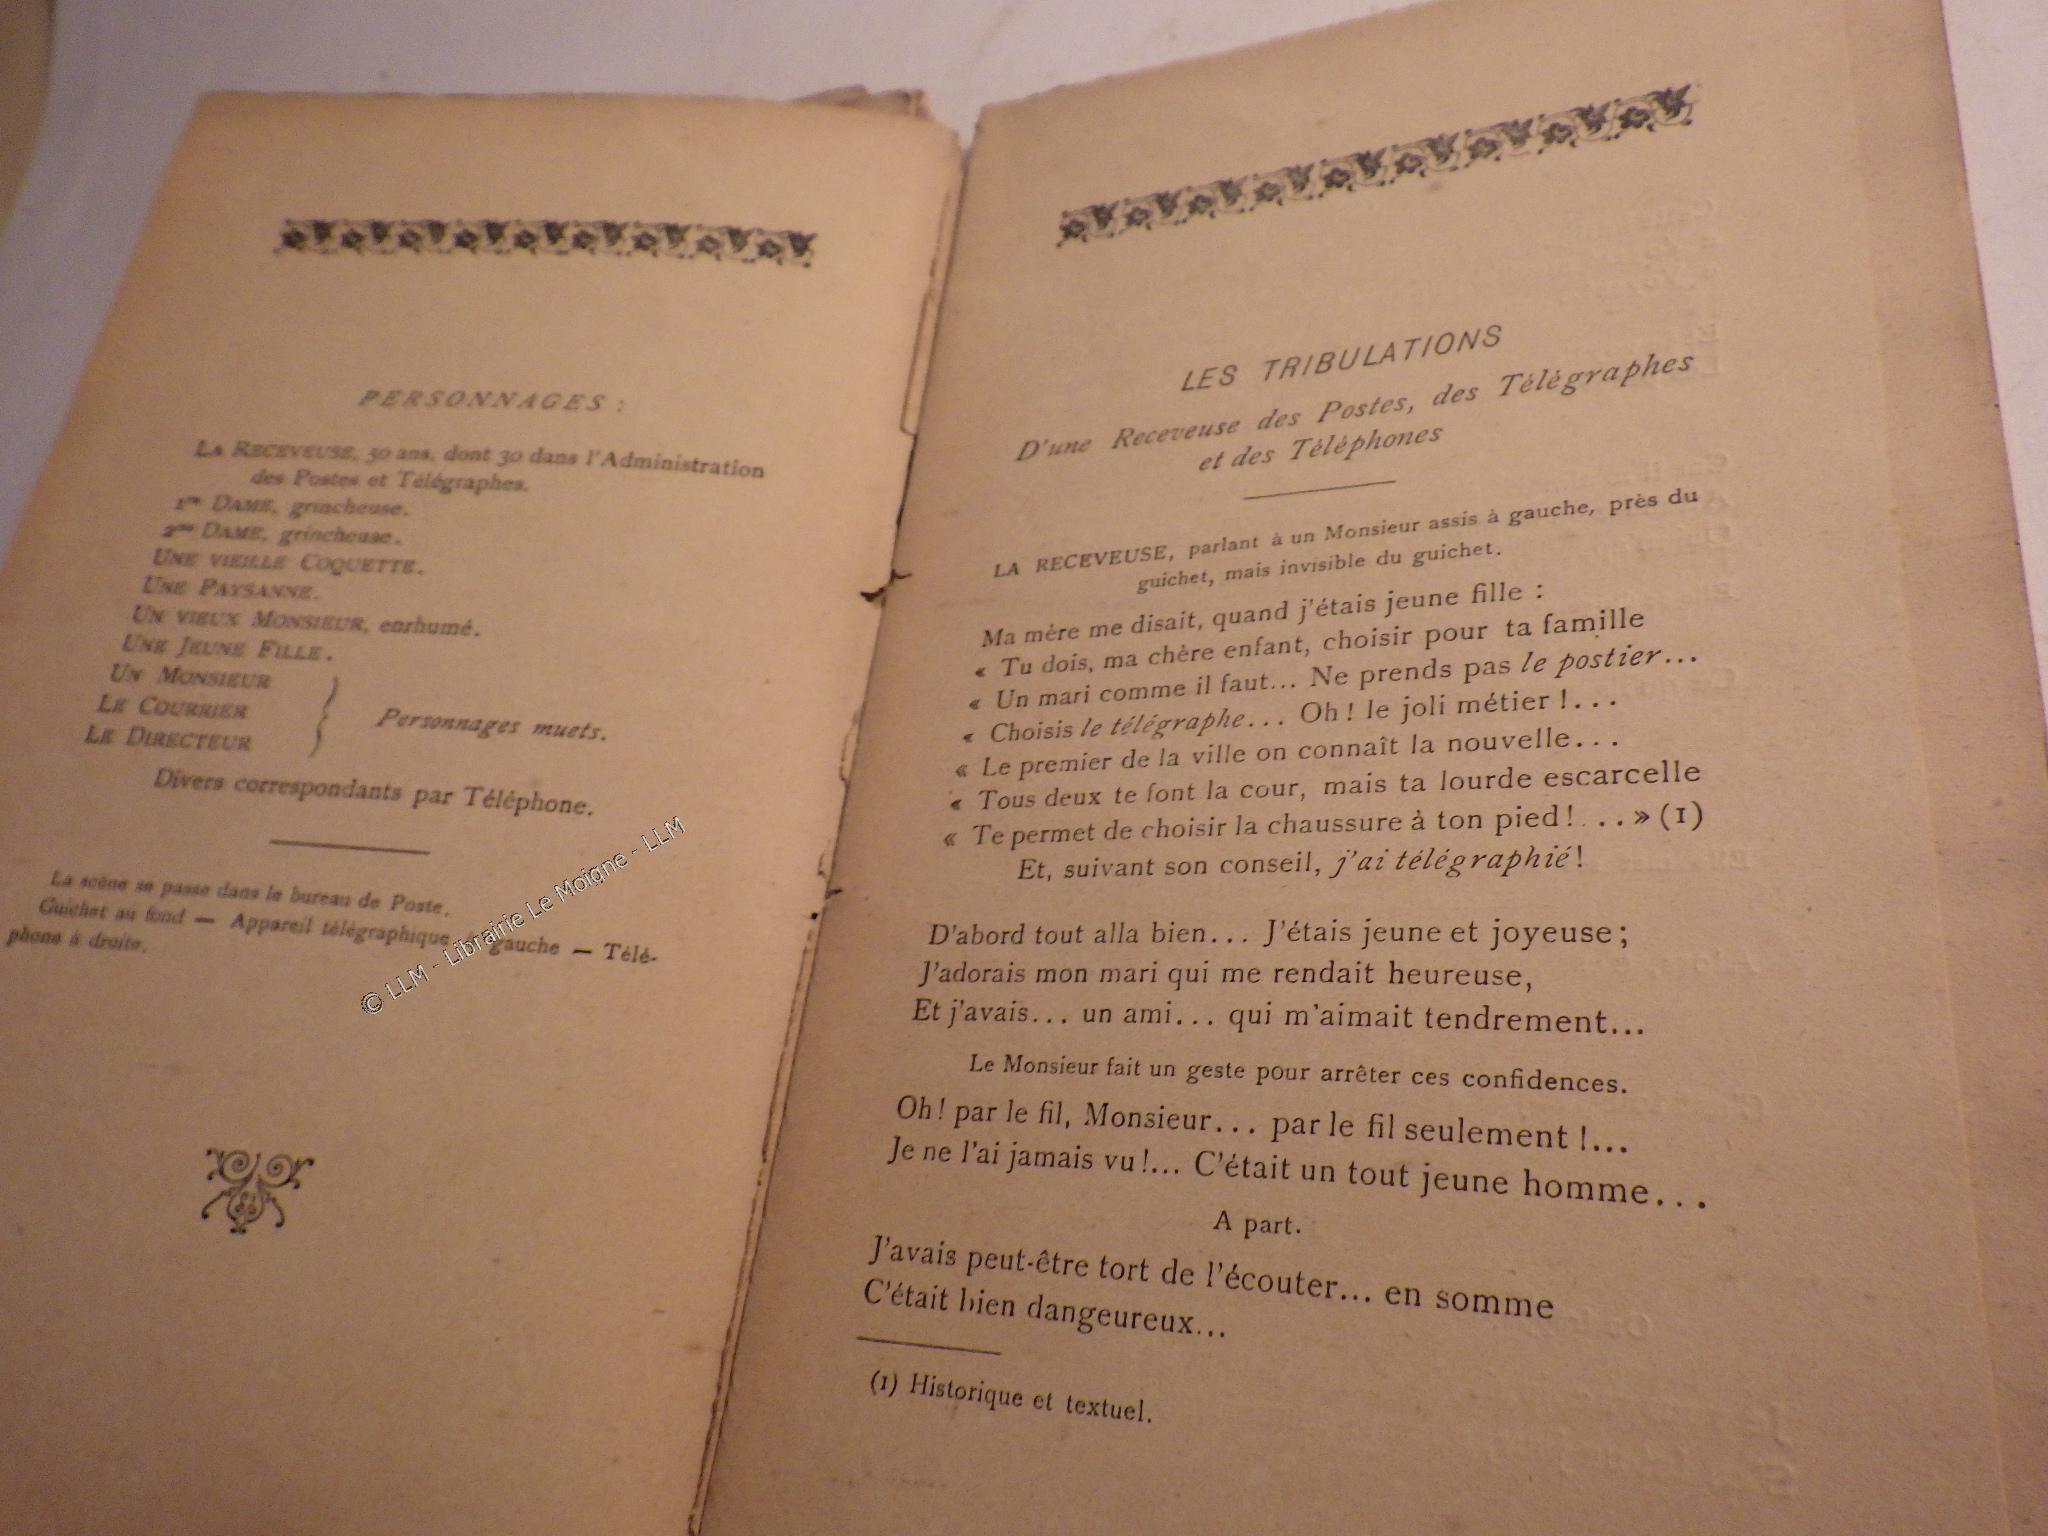 PERSONNAGES :
LA RECEVEUSE, 50 ans, dont 30 dans l'Administration
des Postes et Télégraphes.
1re DAME, grincheuse.
2me DAME, grincheuse.
UNE VIEILLE COQUETTE.
UNE PAYSANNE.
UN VIEUX MONSIEUR, enrhumé.
UNE JEUNE FILLE.
UN MONSIEUR
LE COURRIER
LE DIRECTEUR
Personnages muets.
Divers correspondants par Téléphone.
La scène se passe dans le bureau de Poste.
Guichet au fond — Appareil télégraphique à gauche — Télé-
phone à droite.
© LLM - Librairie Le Moigne - LLM
LES TRIBULATIONS
D'une Receveuse des Postes, des Télégraphes
et des Téléphones
LA RECEVEUSE, parlant à un Monsieur assis à gauche, près du
guichet, mais invisible du guichet.
Ma mère me disait, quand j'étais jeune fille :
« Tu dois, ma chère enfant, choisir pour ta famille
« Un mari comme il faut... Ne prends pas le postier...
« Choisis le télégraphe... Oh ! le joli métier !...
« Le premier de la ville on connaît la nouvelle...
« Tous deux te font la cour, mais ta lourde escarcelle
« Te permet de choisir la chaussure à ton pied !... » (1)
Et, suivant son conseil, j'ai télégraphié !
D'abord tout alla bien... J'étais jeune et joyeuse ;
J'adorais mon mari qui me rendait heureuse,
Et j'avais... un ami... qui m'aimait tendrement...
Le Monsieur fait un geste pour arrêter ces confidences.
Oh ! par le fil, Monsieur... par le fil seulement !...
Je ne l'ai jamais vu !... C'était un tout jeune homme...
A part.
J'avais peut-être tort de l'écouter... en somme
C'était bien dangeureux...
(1) Historique et textuel.